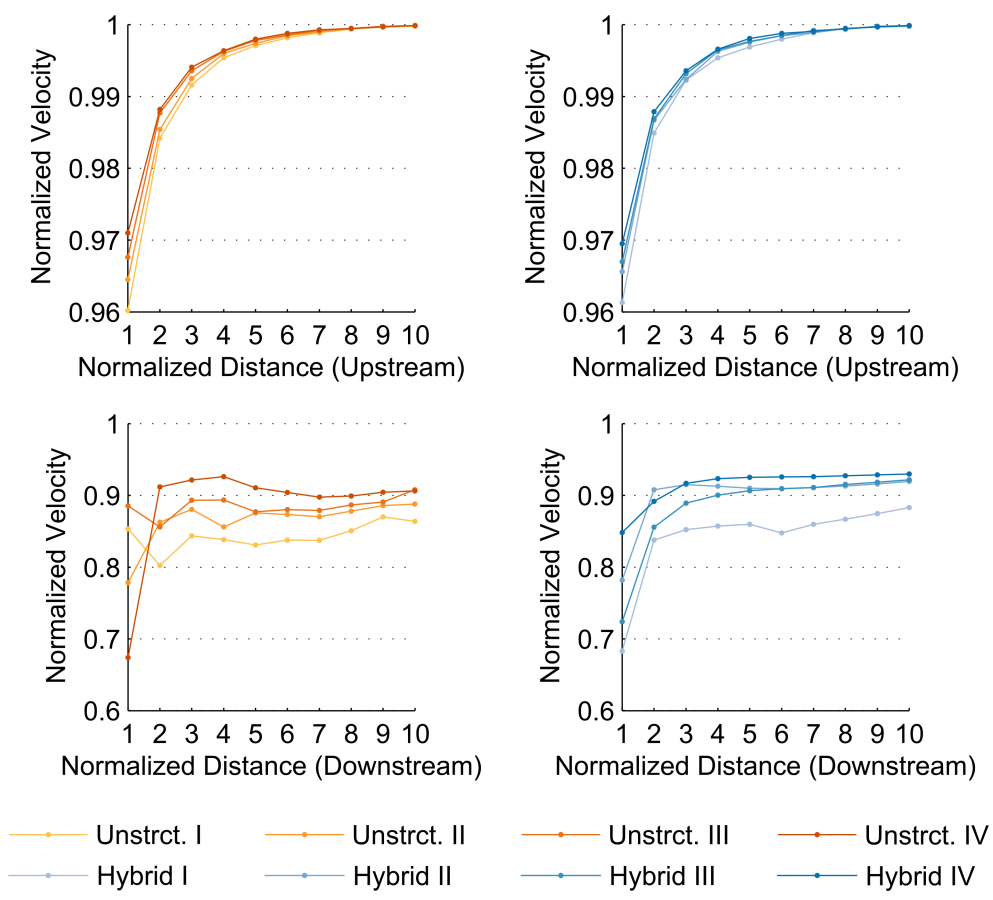 1
0.99
0.98
0.97
0.96
Normalized Velocity
1 2 3 4 5 6 7 8 9 10
Normalized Distance (Upstream)
1
0.99
0.98
0.97
0.96
Normalized Velocity
1 2 3 4 5 6 7 8 9 10
Normalized Distance (Upstream)
1
0.9
0.8
0.7
0.6
Normalized Velocity
1 2 3 4 5 6 7 8 9 10
Normalized Distance (Downstream)
1
0.9
0.8
0.7
0.6
Normalized Velocity
1 2 3 4 5 6 7 8 9 10
Normalized Distance (Downstream)
Unstrct. I Unstrct. II Unstrct. III Unstrct. IV
Hybrid I Hybrid II Hybrid III Hybrid IV